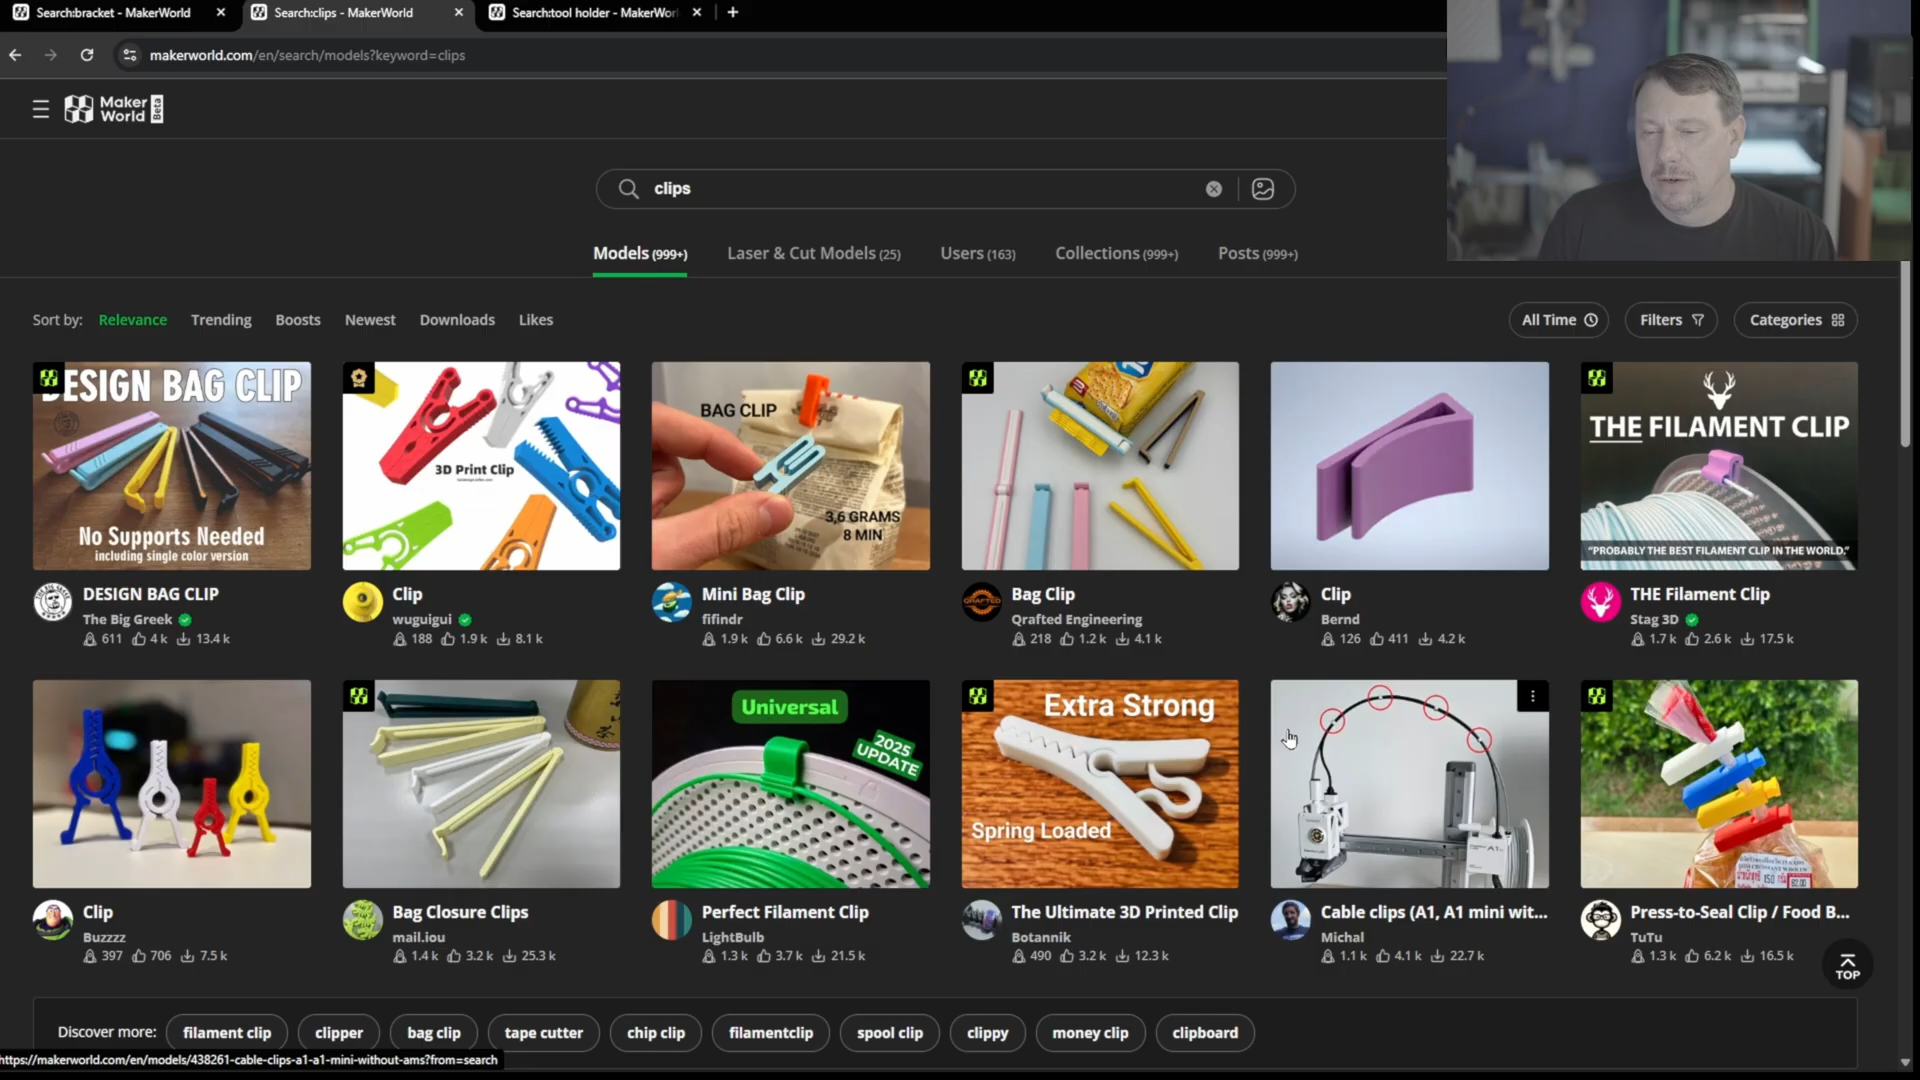 Search:bracket - MakerWorld
Search:clips - MakerWorld
Search:tool holder - MakerWor
makerworld.com/en/search/models?keyword=clips
Maker
World
Beta
clips
Models (999+)
Laser & Cut Models (25)
Users (163)
Collections (999+)
Posts (999+)
Sort by:
Relevance
Trending
Boosts
Newest
Downloads
Likes
All Time
Filters
Categories
ESIGN BAG CLIP
No Supports Needed
including single color version
3D Print Clip
BAG CLIP
3,6 GRAMS
8 MIN
THE FILAMENT CLIP
"PROBABLY THE BEST FILAMENT CLIP IN THE WORLD."
DESIGN BAG CLIP
The Big Greek
611 4 k 13.4 k
Clip
wuguigui
188 1.9 k 8.1 k
Mini Bag Clip
fifindr
1.9 k 6.6 k 29.2 k
Bag Clip
Qrafted Engineering
218 1.2 k 4.1 k
Clip
Bernd
126 411 4.2 k
THE Filament Clip
Stag 3D
1.7 k 2.6 k 17.5 k
Universal
2025
UPDATE
Extra Strong
Spring Loaded
A1
150
82.00
Clip
Buzzzz
397 706 7.5 k
Bag Closure Clips
mail.iou
1.4 k 3.2 k 25.3 k
Perfect Filament Clip
LightBulb
1.3 k 3.7 k 21.5 k
The Ultimate 3D Printed Clip
Botannik
490 3.2 k 12.3 k
Cable clips (A1, A1 mini wit...
Michal
1.1 k 4.1 k 22.7 k
Press-to-Seal Clip / Food B...
TuTu
1.3 k 6.2 k 16.5 k
TOP
Discover more:
filament clip
clipper
bag clip
tape cutter
chip clip
filamentclip
spool clip
clippy
money clip
clipboard
https://makerworld.com/en/models/438261-cable-clips-a1-a1-mini-without-ams?from=search